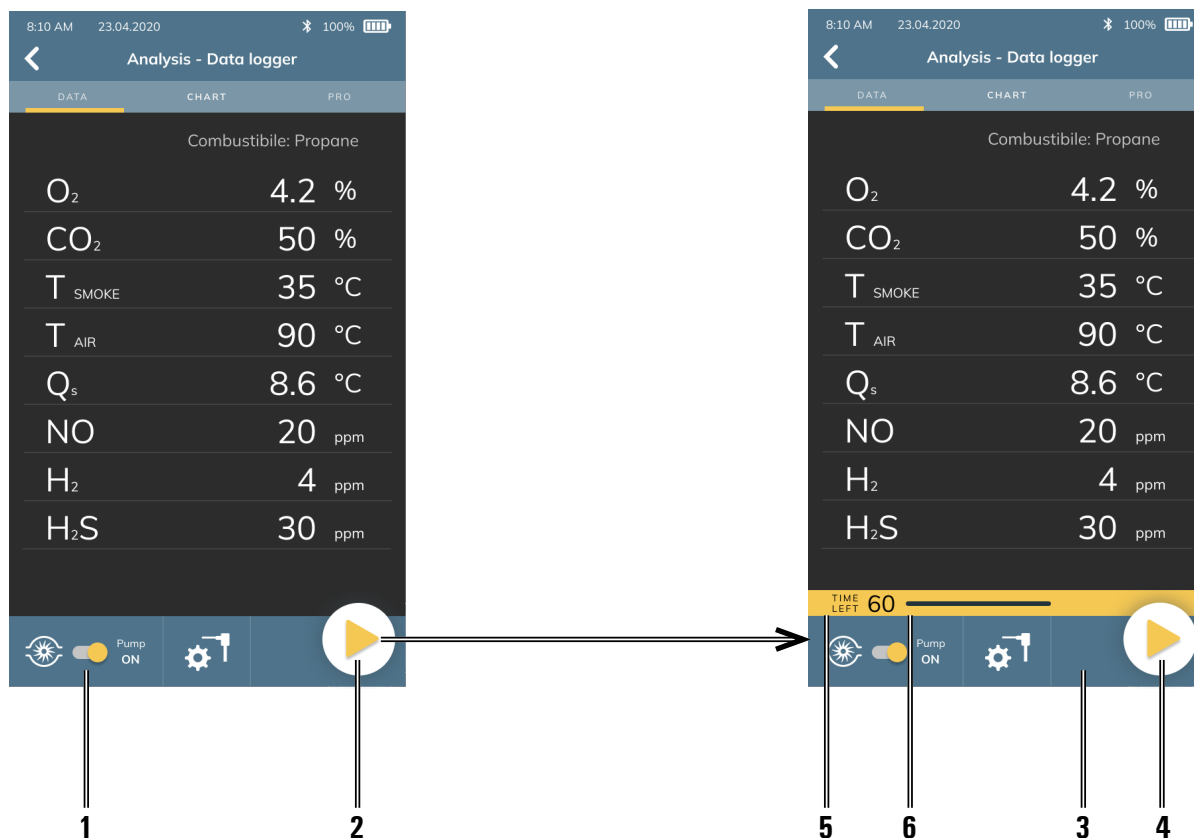 8:10 AM 23.04.2020 100%
Analysis - Data logger
DATA CHART PRO
Combustibile: Propane
O₂ 4.2 %
CO₂ 50 %
T SMOKE 35 °C
T AIR 90 °C
Qs 8.6 °C
NO 20 ppm
H₂ 4 ppm
H₂S 30 ppm
Pump
ON
1 2
8:10 AM 23.04.2020 100%
Analysis - Data logger
DATA CHART PRO
Combustibile: Propane
O₂ 4.2 %
CO₂ 50 %
T SMOKE 35 °C
T AIR 90 °C
Qs 8.6 °C
NO 20 ppm
H₂ 4 ppm
H₂S 30 ppm
TIME
LEFT 60
Pump
ON
5 6 3 4